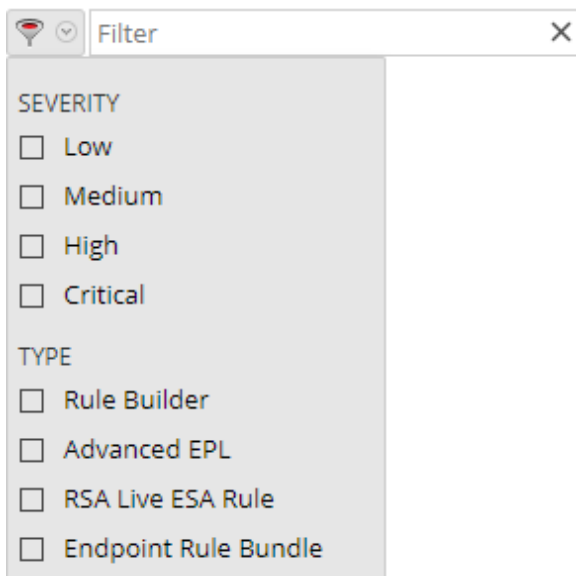 Filter
SEVERITY
Low
Medium
High
Critical
TYPE
Rule Builder
Advanced EPL
RSA Live ESA Rule
Endpoint Rule Bundle